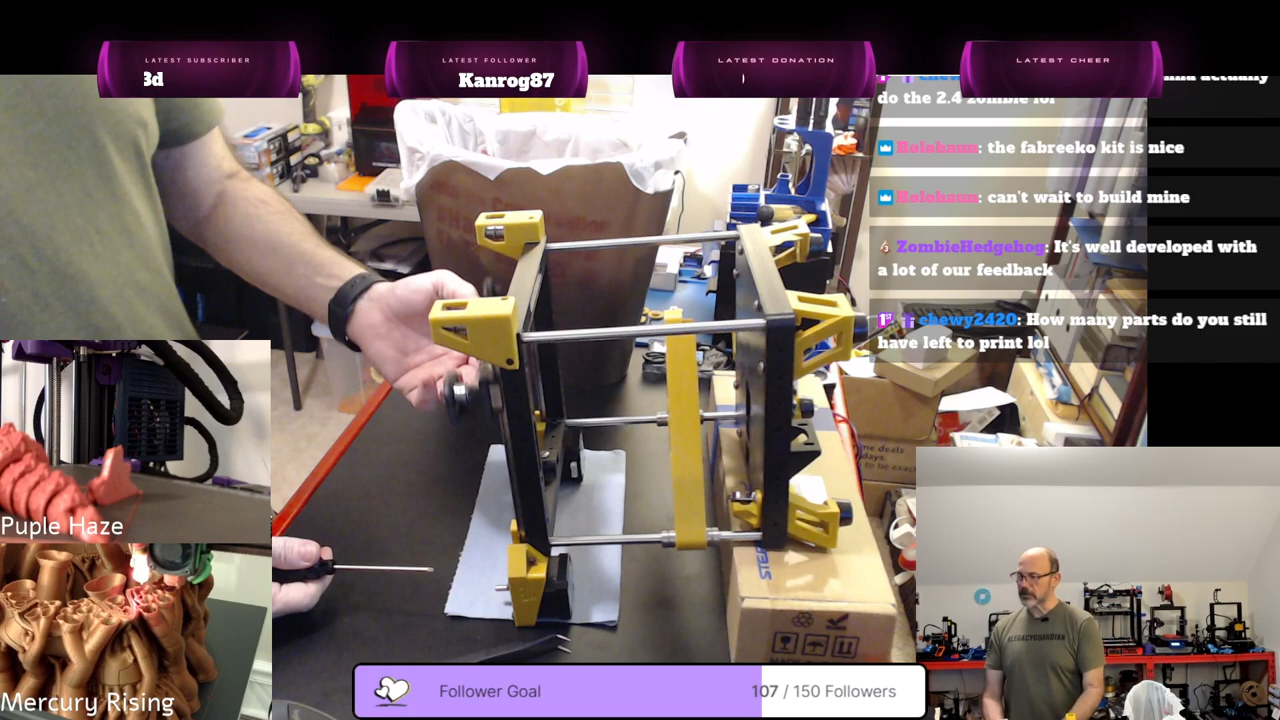 LATEST SUBSCRIBER
3d
LATEST FOLLOWER
Kanrog87
LATEST DONATION
LATEST CHEER
actually
do the 2.4 zombie lol
Holohaun: the fabreeko kit is nice
Holohaun: can't wait to build mine
ZombieHedgehog: It's well developed with
a lot of our feedback
chewy2420: How many parts do you still
have left to print lol
Puple Haze
Mercury Rising
#LEGACYGUARDIAN
Follower Goal
107 / 150 Followers